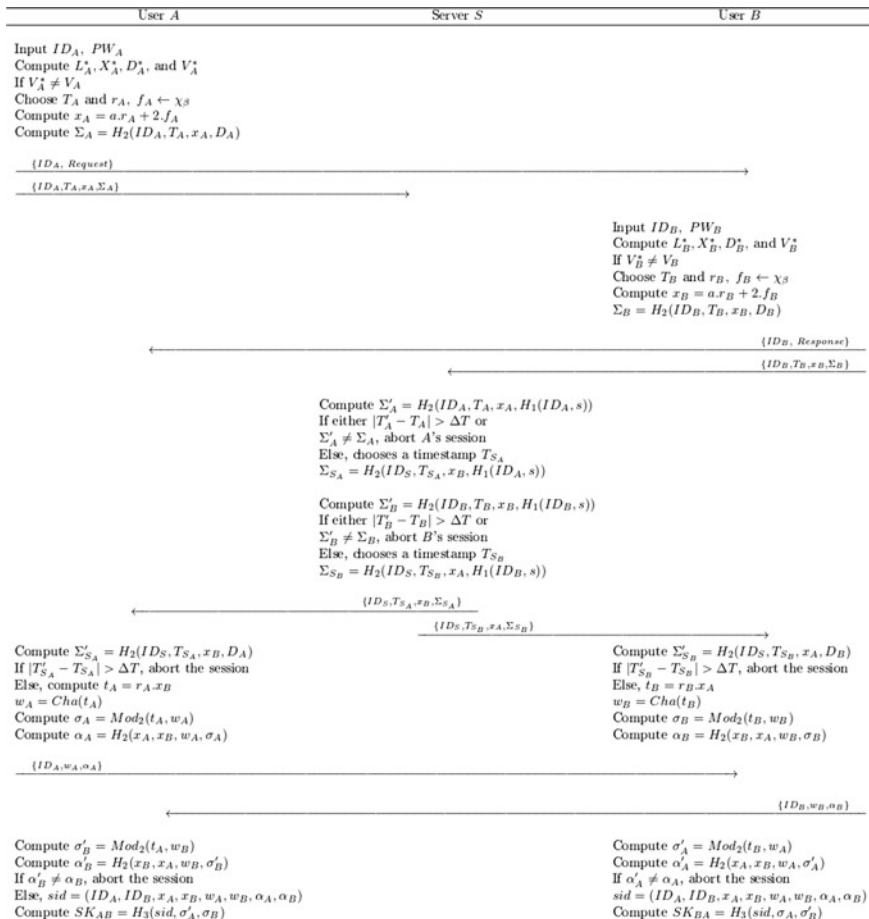 User A Server S User B
Input ID_A, PW_A
Compute L*_A, X*_A, D*_A, and V*_A
If V*_A ≠ V_A
Choose T_A and r_A, f_A ← χ_β
Compute x_A = a.r_A + 2.f_A
Compute Σ_A = H_2(ID_A, T_A, x_A, D_A)
{ID_A, Request}
{ID_A,T_A,x_A,Σ_A}
Input ID_B, PW_B
Compute L*_B, X*_B, D*_B, and V*_B
If V*_B ≠ V_B
Choose T_B and r_B, f_B ← χ_β
Compute x_B = a.r_B + 2.f_B
Σ_B = H_2(ID_B, T_B, x_B, D_B)
{ID_B, Response}
{ID_B,T_B,x_B,Σ_B}
Compute Σ'_A = H_2(ID_A, T_A, x_A, H_1(ID_A, s))
If either |T'_A − T_A| > ΔT or
Σ'_A ≠ Σ_A, abort A's session
Else, chooses a timestamp T_{S_A}
Σ_{S_A} = H_2(ID_S, T_{S_A}, x_B, H_1(ID_A, s))
Compute Σ'_B = H_2(ID_B, T_B, x_B, H_1(ID_B, s))
If either |T'_B − T_B| > ΔT or
Σ'_B ≠ Σ_B, abort B's session
Else, chooses a timestamp T_{S_B}
Σ_{S_B} = H_2(ID_S, T_{S_B}, x_A, H_1(ID_B, s))
{ID_S,T_{S_A},x_B,Σ_{S_A}}
{ID_S,T_{S_B},x_A,Σ_{S_B}}
Compute Σ'_{S_A} = H_2(ID_S, T_{S_A}, x_B, D_A)
If |T'_{S_A} − T_{S_A}| > ΔT, abort the session
Else, compute t_A = r_A.x_B
w_A = Cha(t_A)
Compute σ_A = Mod_2(t_A, w_A)
Compute α_A = H_2(x_A, x_B, w_A, σ_A)
Compute Σ'_{S_B} = H_2(ID_S, T_{S_B}, x_A, D_B)
If |T'_{S_B} − T_{S_B}| > ΔT, abort the session
Else, t_B = r_B.x_A
w_B = Cha(t_B)
Compute σ_B = Mod_2(t_B, w_B)
Compute α_B = H_2(x_B, x_A, w_B, σ_B)
{ID_A,w_A,α_A}
{ID_B,w_B,α_B}
Compute σ'_B = Mod_2(t_A, w_B)
Compute α'_B = H_2(x_B, x_A, w_B, σ'_B)
If α'_B ≠ α_B, abort the session
Else, sid = (ID_A, ID_B, x_A, x_B, w_A, w_B, α_A, α_B)
Compute SK_{AB} = H_3(sid, σ'_A, σ_B)
Compute σ'_A = Mod_2(t_B, w_A)
Compute α'_A = H_2(x_A, x_B, w_A, σ'_A)
If α'_A ≠ α_A, abort the session
sid = (ID_A, ID_B, x_A, x_B, w_A, w_B, α_A, α_B)
Compute SK_{BA} = H_3(sid, σ_A, σ'_B)